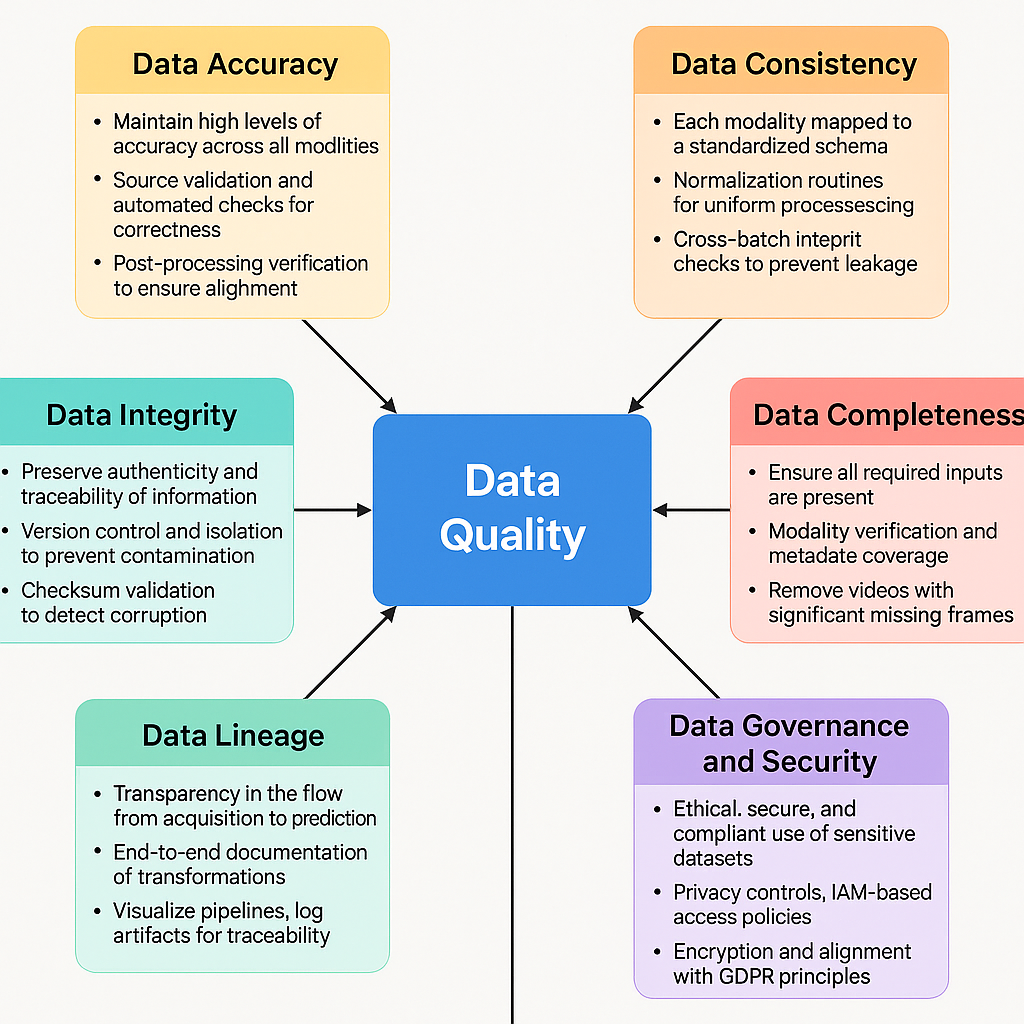 Data Accuracy
• Maintain high levels of
accuracy across all modlities
• Source validation and
automated checks for
correctness
• Post-processing verification
to ensure alighment
Data Consistency
• Each modality mapped to
a standardized schema
• Normalization routines
for uniform processescing
• Cross-batch inteprit
checks to prevent leakage
Data Integrity
• Preserve authenticity and
traceability of information
• Version control and isolation
to prevent contamination
• Checksum validation
to detect corruption
Data
Quality
Data Completeness
• Ensure all required inputs
are present
• Modality verification and
metadate coverage
• Remove videos with
significant missing frames
Data Lineage
• Transparency in the flow
from acquisition to prediction
• End-to-end documentation
of transformations
• Visualize pipelines, log
artifacts for traceability
Data Governance
and Security
• Ethical. secure, and
compliant use of sensitive
datasets
• Privacy controls, IAM-based
access policies
• Encryption and alignment
with GDPR principles